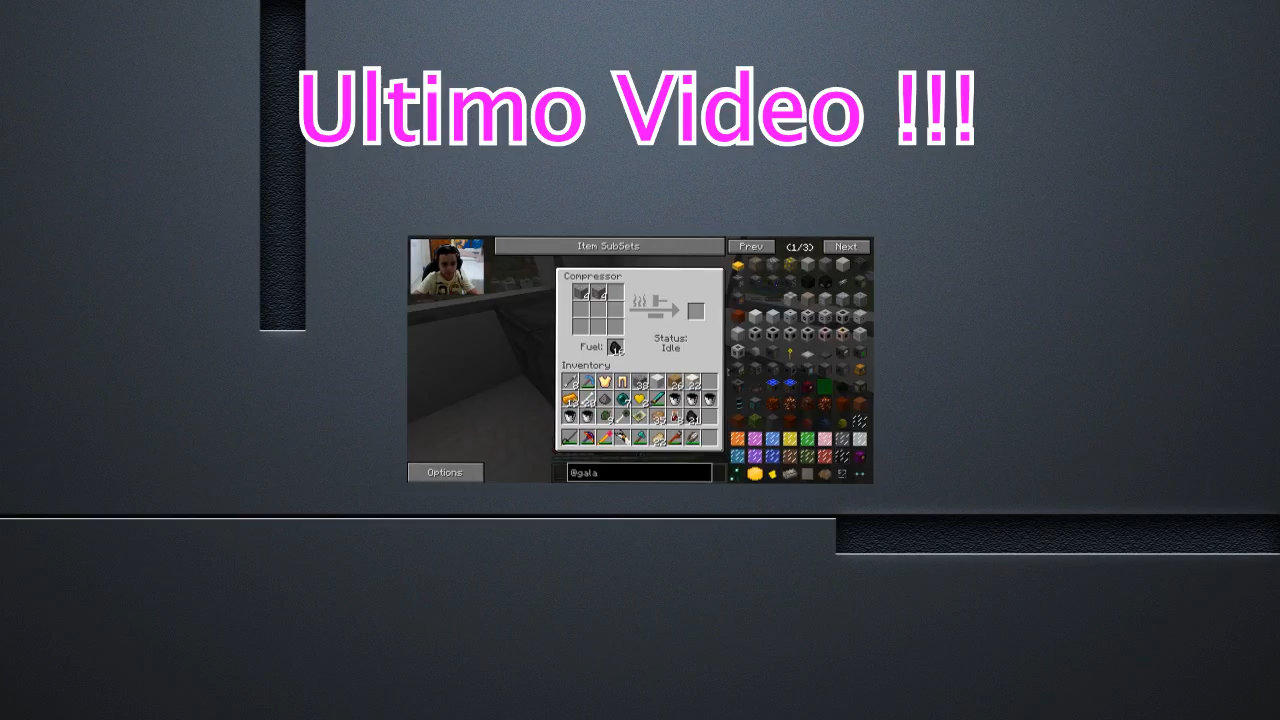 Ultimo Video !!!
Item SubSets
Prev (1/3) Next
Compressor
Fuel:
Status:
Idle
Inventory
Options
@gala